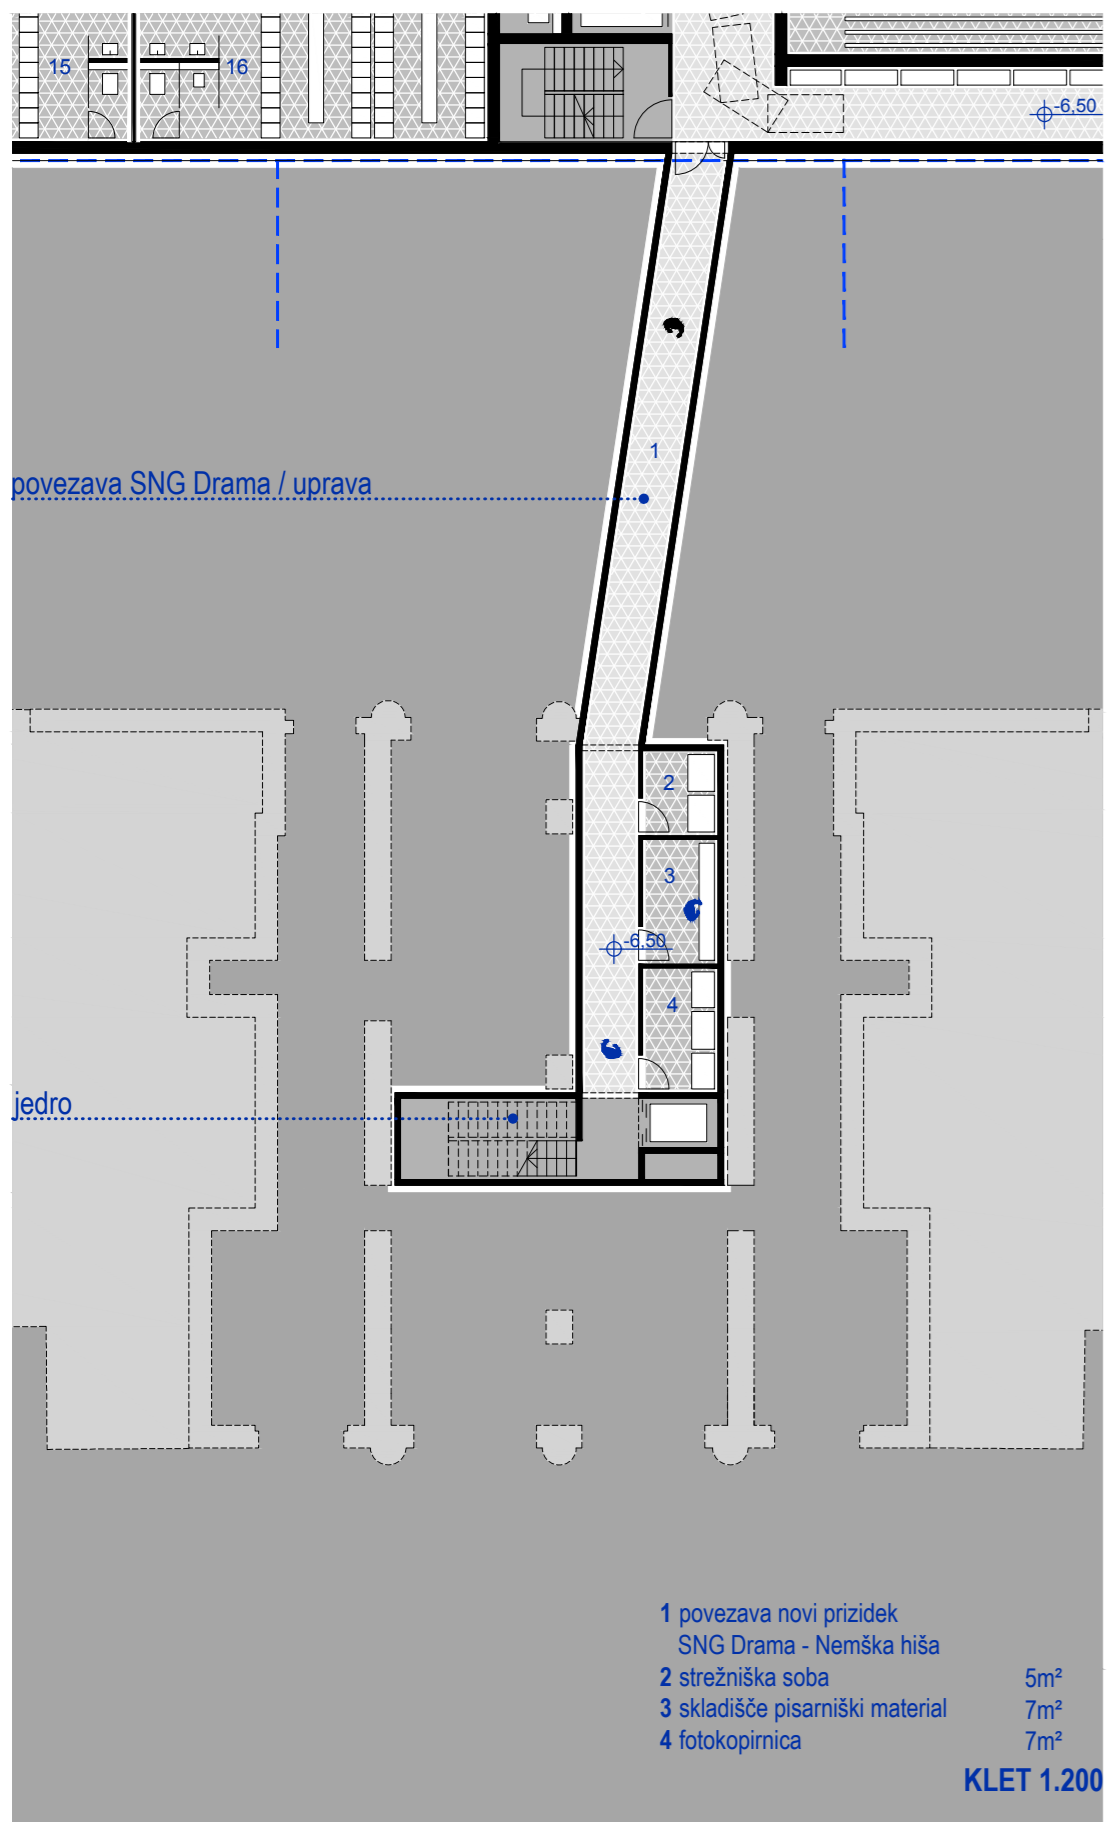 15
16
-6,50
1
povezava SNG Drama / uprava
2
3
-6,50
4
jedro
1 povezava novi prizidek
SNG Drama - Nemška hiša
2 strežniška soba 5m²
3 skladišče pisarniški material 7m²
4 fotokopirnica 7m²
KLET 1.200